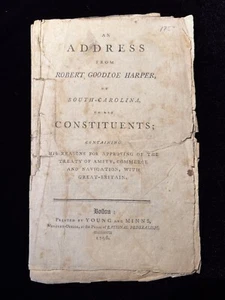 AN
ADDRESS
FROM
ROBERT GOODLOE HARPER,
OF
SOUTH-CAROLINA,
TO HIS
CONSTITUENTS;
CONTAINING
HIS REASONS FOR APPROVING OF THE
TREATY OF AMITY, COMMERCE
AND NAVIGATION, WITH
GREAT-BRITAIN.
Boston:
PRINTED BY YOUNG AND MINNS,